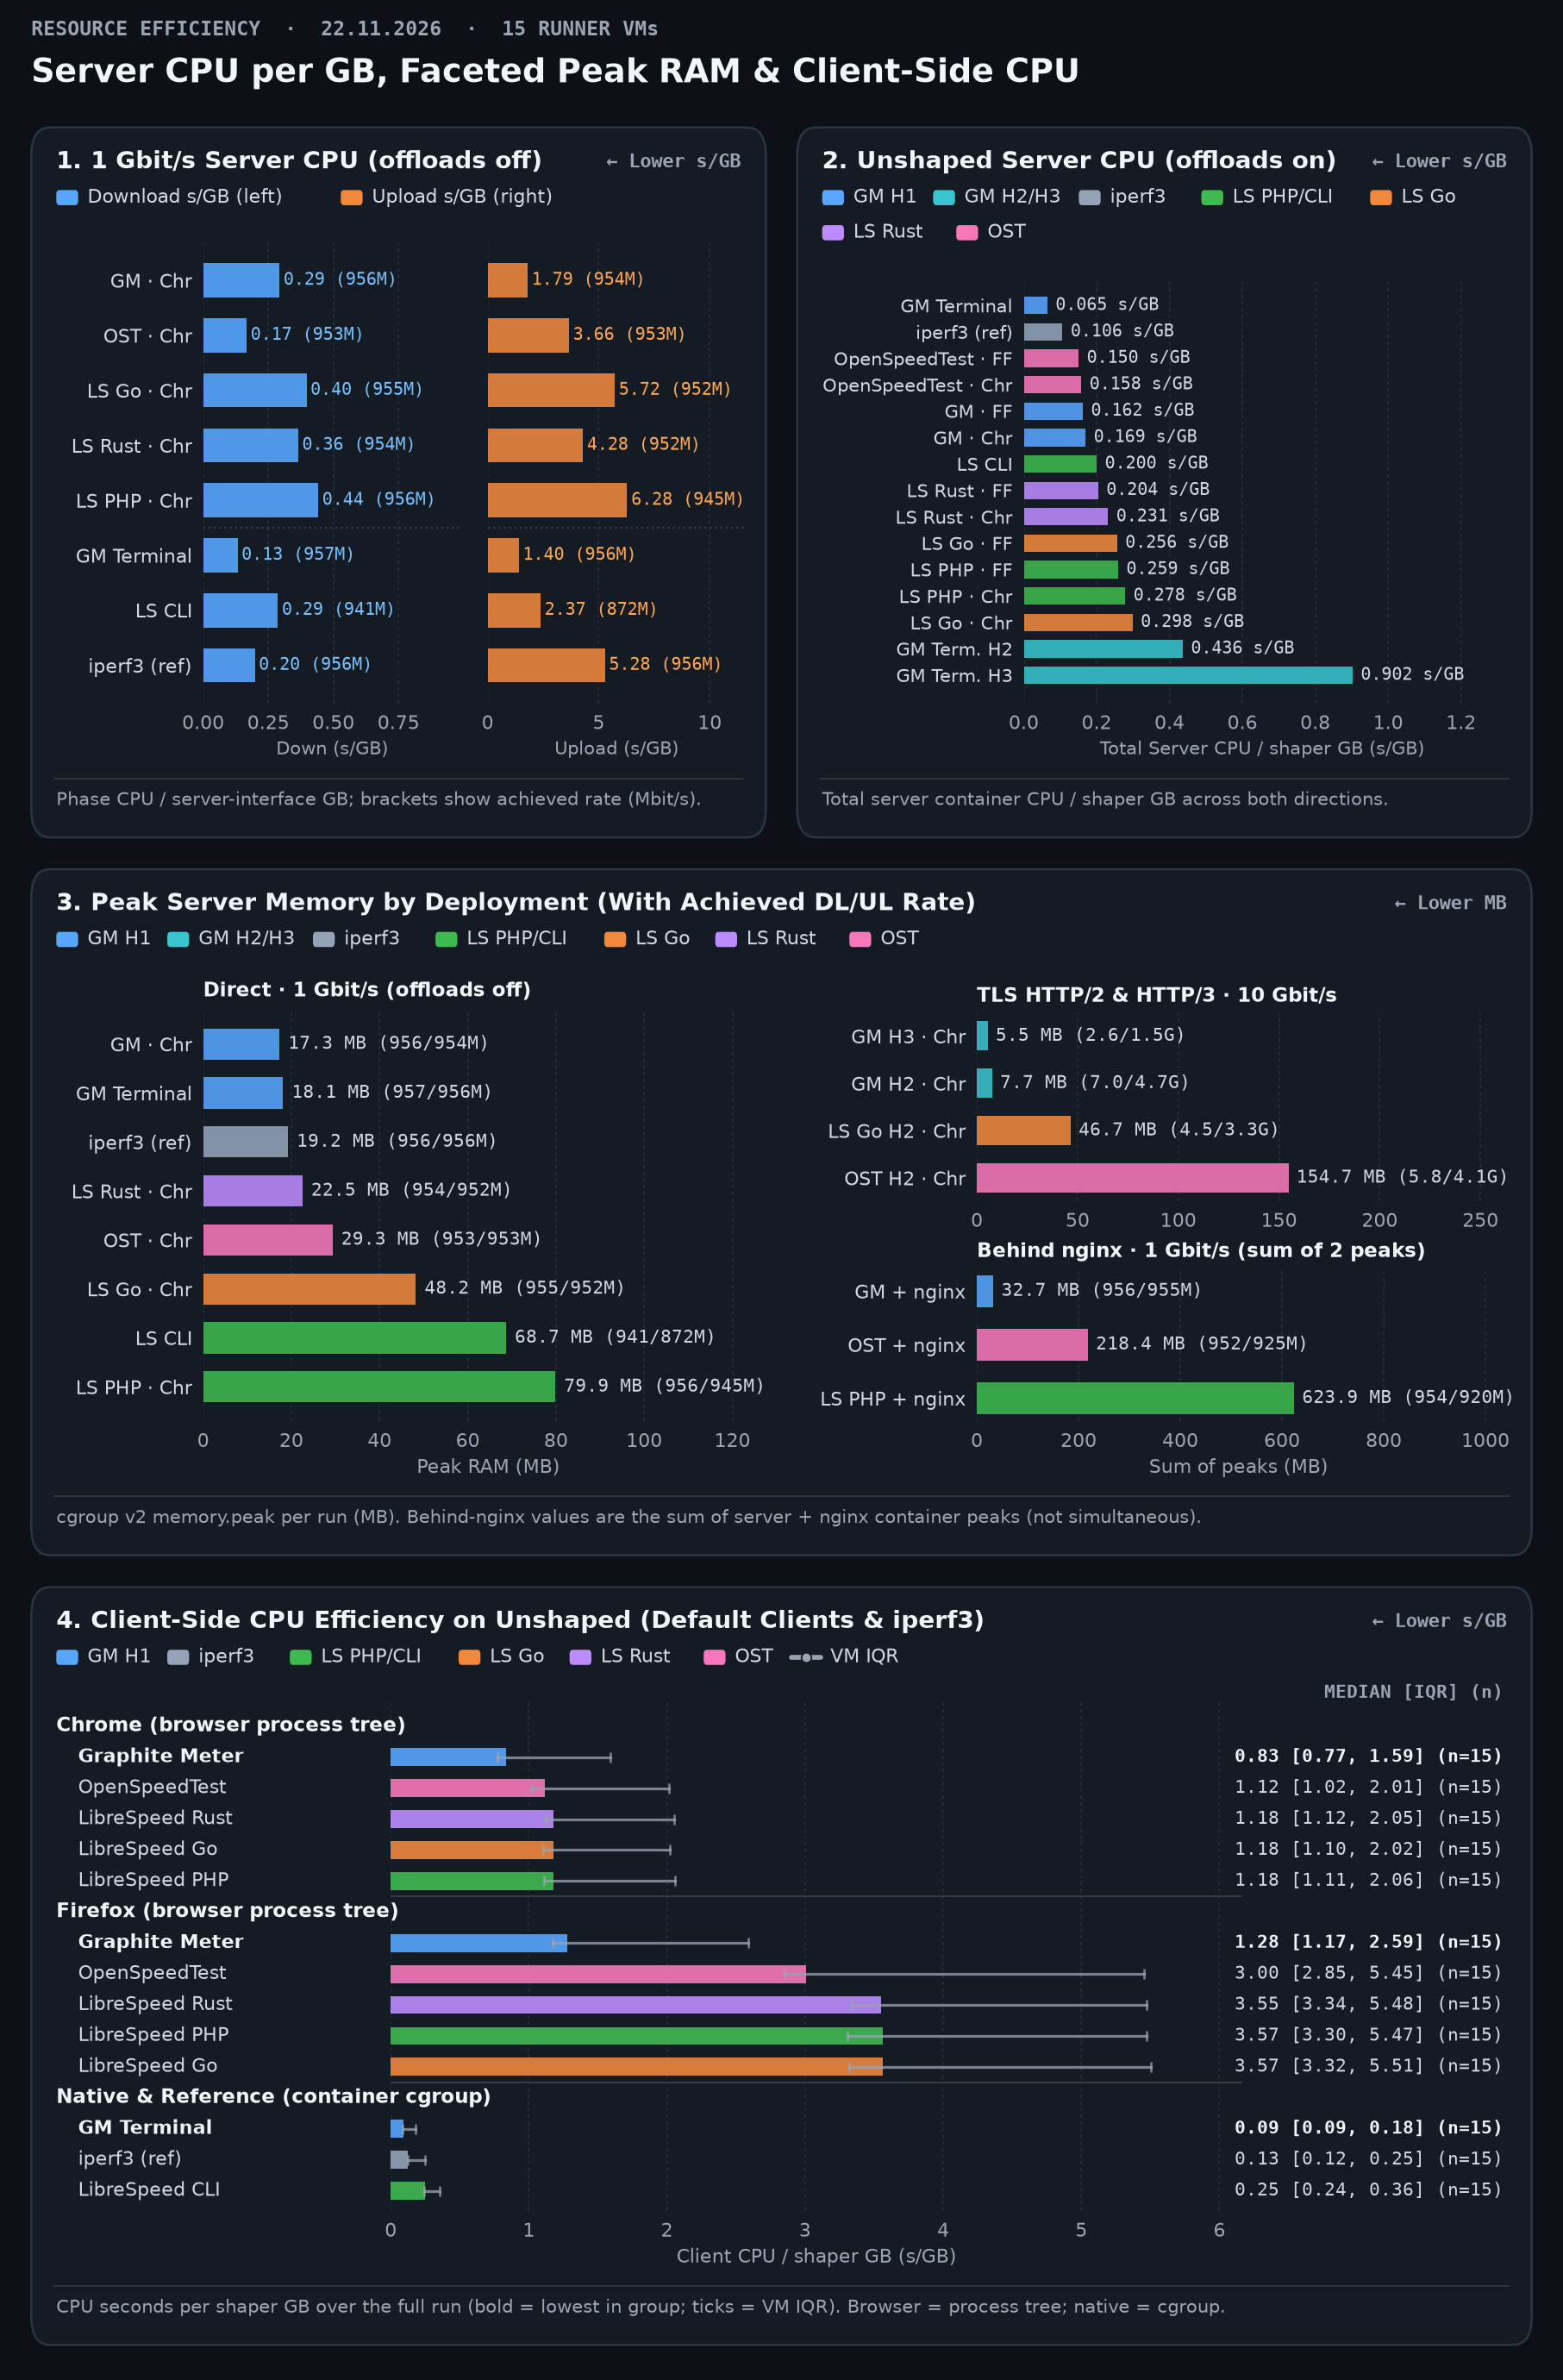 RESOURCE EFFICIENCY · 22.11.2026 · 15 RUNNER VMs
Server CPU per GB, Faceted Peak RAM & Client-Side CPU
1. 1 Gbit/s Server CPU (offloads off)
← Lower s/GB
Download s/GB (left)
Upload s/GB (right)
GM · Chr 0.29 (956M) 1.79 (954M)
OST · Chr 0.17 (953M) 3.66 (953M)
LS Go · Chr 0.40 (955M) 5.72 (952M)
LS Rust · Chr 0.36 (954M) 4.28 (952M)
LS PHP · Chr 0.44 (956M) 6.28 (945M)
GM Terminal 0.13 (957M) 1.40 (956M)
LS CLI 0.29 (941M) 2.37 (872M)
iperf3 (ref) 0.20 (956M) 5.28 (956M)
0.00 0.25 0.50 0.75 0 5 10
Down (s/GB) Upload (s/GB)
Phase CPU / server-interface GB; brackets show achieved rate (Mbit/s).
2. Unshaped Server CPU (offloads on)
← Lower s/GB
GM H1 GM H2/H3 iperf3 LS PHP/CLI LS Go
LS Rust OST
GM Terminal 0.065 s/GB
iperf3 (ref) 0.106 s/GB
OpenSpeedTest · FF 0.150 s/GB
OpenSpeedTest · Chr 0.158 s/GB
GM · FF 0.162 s/GB
GM · Chr 0.169 s/GB
LS CLI 0.200 s/GB
LS Rust · FF 0.204 s/GB
LS Rust · Chr 0.231 s/GB
LS Go · FF 0.256 s/GB
LS PHP · FF 0.259 s/GB
LS PHP · Chr 0.278 s/GB
LS Go · Chr 0.298 s/GB
GM Term. H2 0.436 s/GB
GM Term. H3 0.902 s/GB
0.0 0.2 0.4 0.6 0.8 1.0 1.2
Total Server CPU / shaper GB (s/GB)
Total server container CPU / shaper GB across both directions.
3. Peak Server Memory by Deployment (With Achieved DL/UL Rate)
← Lower MB
GM H1 GM H2/H3 iperf3 LS PHP/CLI LS Go LS Rust OST
Direct · 1 Gbit/s (offloads off)
GM · Chr 17.3 MB (956/954M)
GM Terminal 18.1 MB (957/956M)
iperf3 (ref) 19.2 MB (956/956M)
LS Rust · Chr 22.5 MB (954/952M)
OST · Chr 29.3 MB (953/953M)
LS Go · Chr 48.2 MB (955/952M)
LS CLI 68.7 MB (941/872M)
LS PHP · Chr 79.9 MB (956/945M)
0 20 40 60 80 100 120
Peak RAM (MB)
TLS HTTP/2 & HTTP/3 · 10 Gbit/s
GM H3 · Chr 5.5 MB (2.6/1.5G)
GM H2 · Chr 7.7 MB (7.0/4.7G)
LS Go H2 · Chr 46.7 MB (4.5/3.3G)
OST H2 · Chr 154.7 MB (5.8/4.1G)
0 50 100 150 200 250
Behind nginx · 1 Gbit/s (sum of 2 peaks)
GM + nginx 32.7 MB (956/955M)
OST + nginx 218.4 MB (952/925M)
LS PHP + nginx 623.9 MB (954/920M)
0 200 400 600 800 1000
Sum of peaks (MB)
cgroup v2 memory.peak per run (MB). Behind-nginx values are the sum of server + nginx container peaks (not simultaneous).
4. Client-Side CPU Efficiency on Unshaped (Default Clients & iperf3)
← Lower s/GB
GM H1 iperf3 LS PHP/CLI LS Go LS Rust OST VM IQR
MEDIAN [IQR] (n)
Chrome (browser process tree)
Graphite Meter 0.83 [0.77, 1.59] (n=15)
OpenSpeedTest 1.12 [1.02, 2.01] (n=15)
LibreSpeed Rust 1.18 [1.12, 2.05] (n=15)
LibreSpeed Go 1.18 [1.10, 2.02] (n=15)
LibreSpeed PHP 1.18 [1.11, 2.06] (n=15)
Firefox (browser process tree)
Graphite Meter 1.28 [1.17, 2.59] (n=15)
OpenSpeedTest 3.00 [2.85, 5.45] (n=15)
LibreSpeed Rust 3.55 [3.34, 5.48] (n=15)
LibreSpeed PHP 3.57 [3.30, 5.47] (n=15)
LibreSpeed Go 3.57 [3.32, 5.51] (n=15)
Native & Reference (container cgroup)
GM Terminal 0.09 [0.09, 0.18] (n=15)
iperf3 (ref) 0.13 [0.12, 0.25] (n=15)
LibreSpeed CLI 0.25 [0.24, 0.36] (n=15)
0 1 2 3 4 5 6
Client CPU / shaper GB (s/GB)
CPU seconds per shaper GB over the full run (bold = lowest in group; ticks = VM IQR). Browser = process tree; native = cgroup.